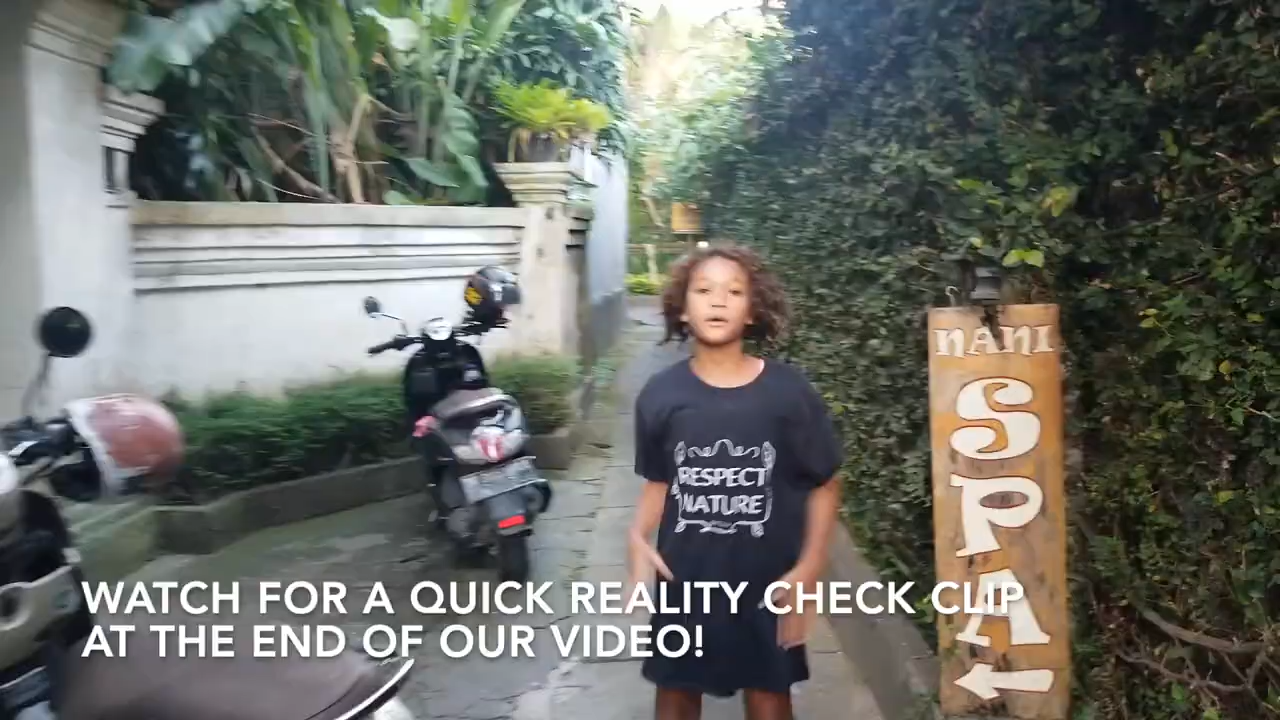 NANI
SPA
RESPECT
NATURE
WATCH FOR A QUICK REALITY CHECK CLIP
AT THE END OF OUR VIDEO!